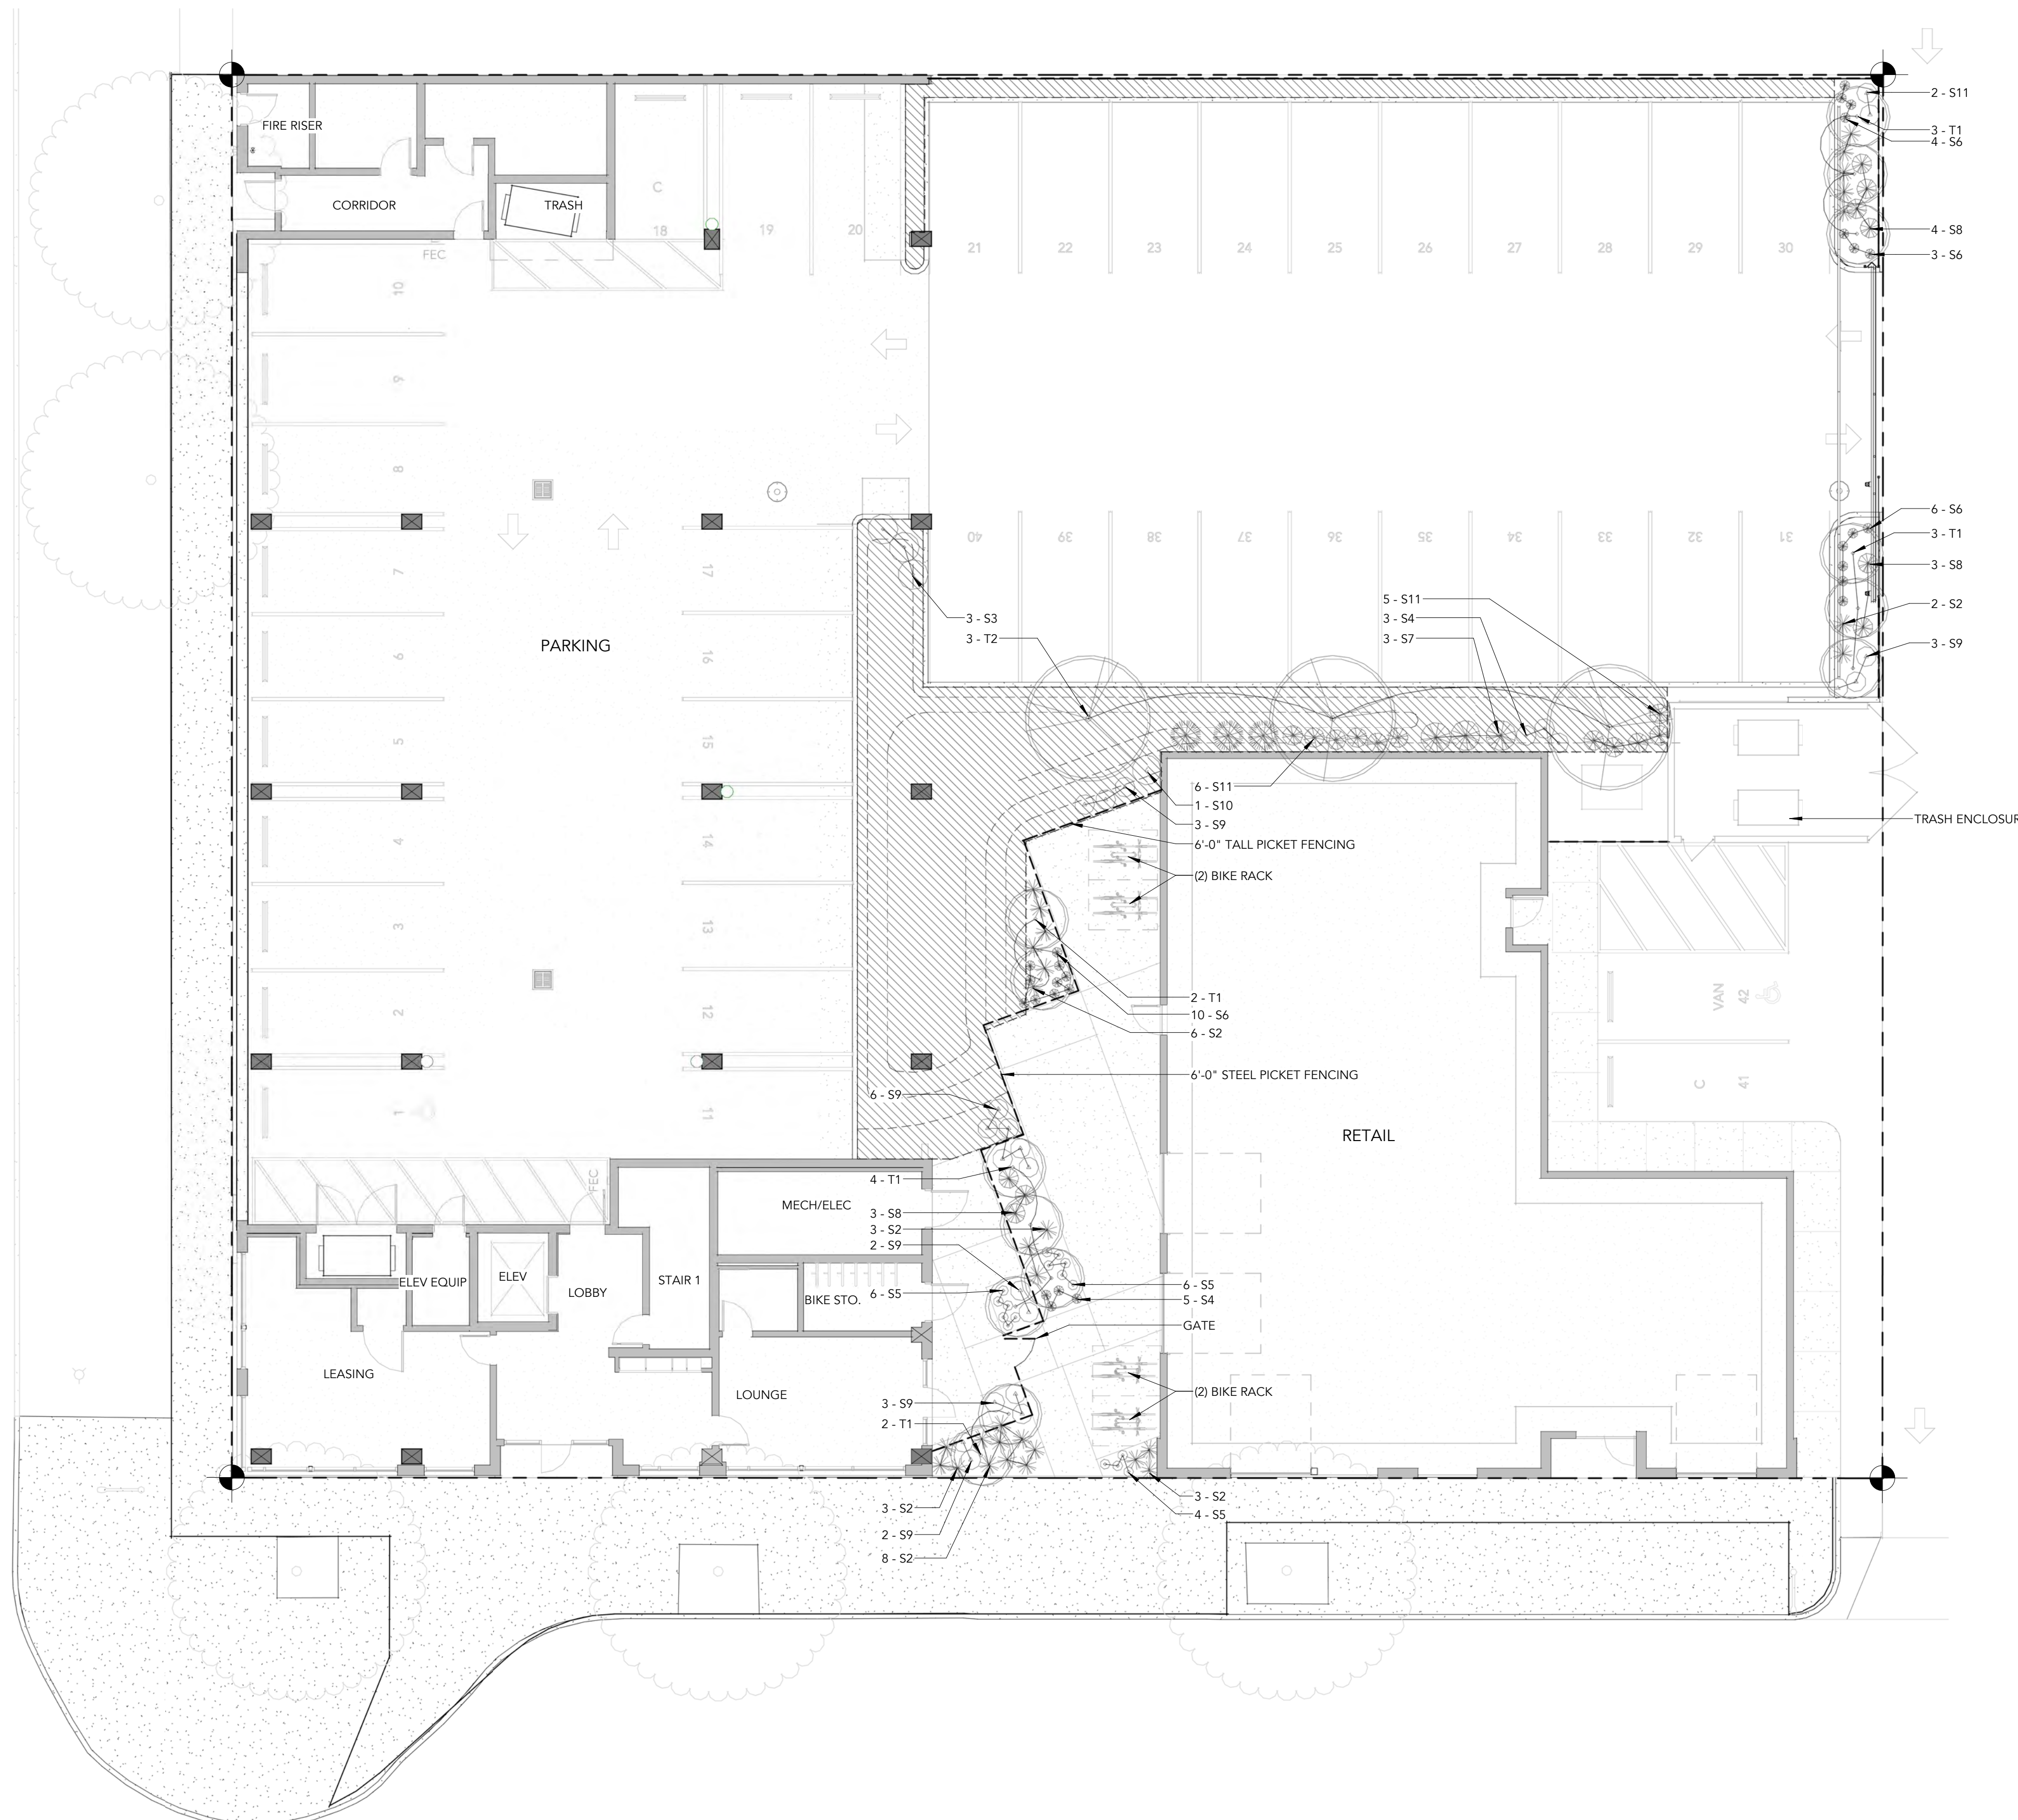 2 - S11
3 - T1
4 - S6
4 - S8
3 - S6
FIRE RISER
CORRIDOR
TRASH
C
18
19
20
FEC
21
22
23
24
25
26
27
28
29
30
10
9
8
7
6
5
4
3
2
1
17
16
15
14
13
12
11
PARKING
40
39
38
37
36
35
34
33
32
31
6 - S6
3 - T1
3 - S8
2 - S2
3 - S9
3 - S3
3 - T2
5 - S11
3 - S4
3 - S7
6 - S11
1 - S10
3 - S9
6'-0" TALL PICKET FENCING
(2) BIKE RACK
TRASH ENCLOSUR
2 - T1
10 - S6
6 - S2
6'-0" STEEL PICKET FENCING
VAN
42
C
41
6 - S9
RETAIL
4 - T1
3 - S8
3 - S2
2 - S9
6 - S5
6 - S5
5 - S4
GATE
FEC
MECH/ELEC
ELEV EQUIP
ELEV
LOBBY
STAIR 1
BIKE STO.
LEASING
LOUNGE
3 - S9
2 - T1
(2) BIKE RACK
3 - S2
2 - S9
8 - S2
3 - S2
4 - S5